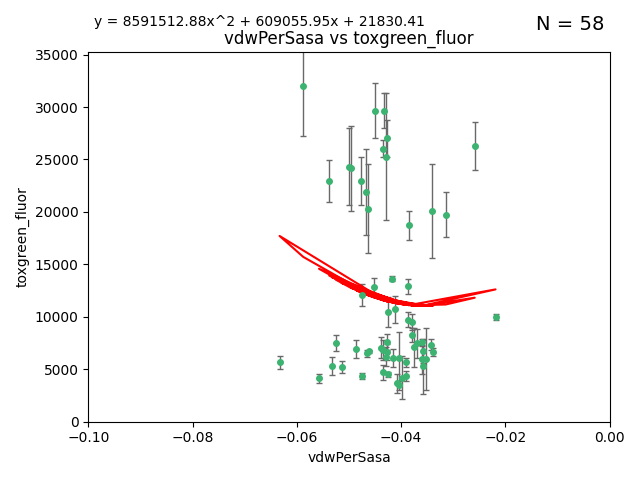 y = 8591512.88x^2 + 609055.95x + 21830.41
N = 58
vdwPerSasa vs toxgreen_fluor
35000
30000
25000
20000
15000
10000
5000
0
toxgreen_fluor
−0.10 −0.08 −0.06 −0.04 −0.02 0.00
vdwPerSasa